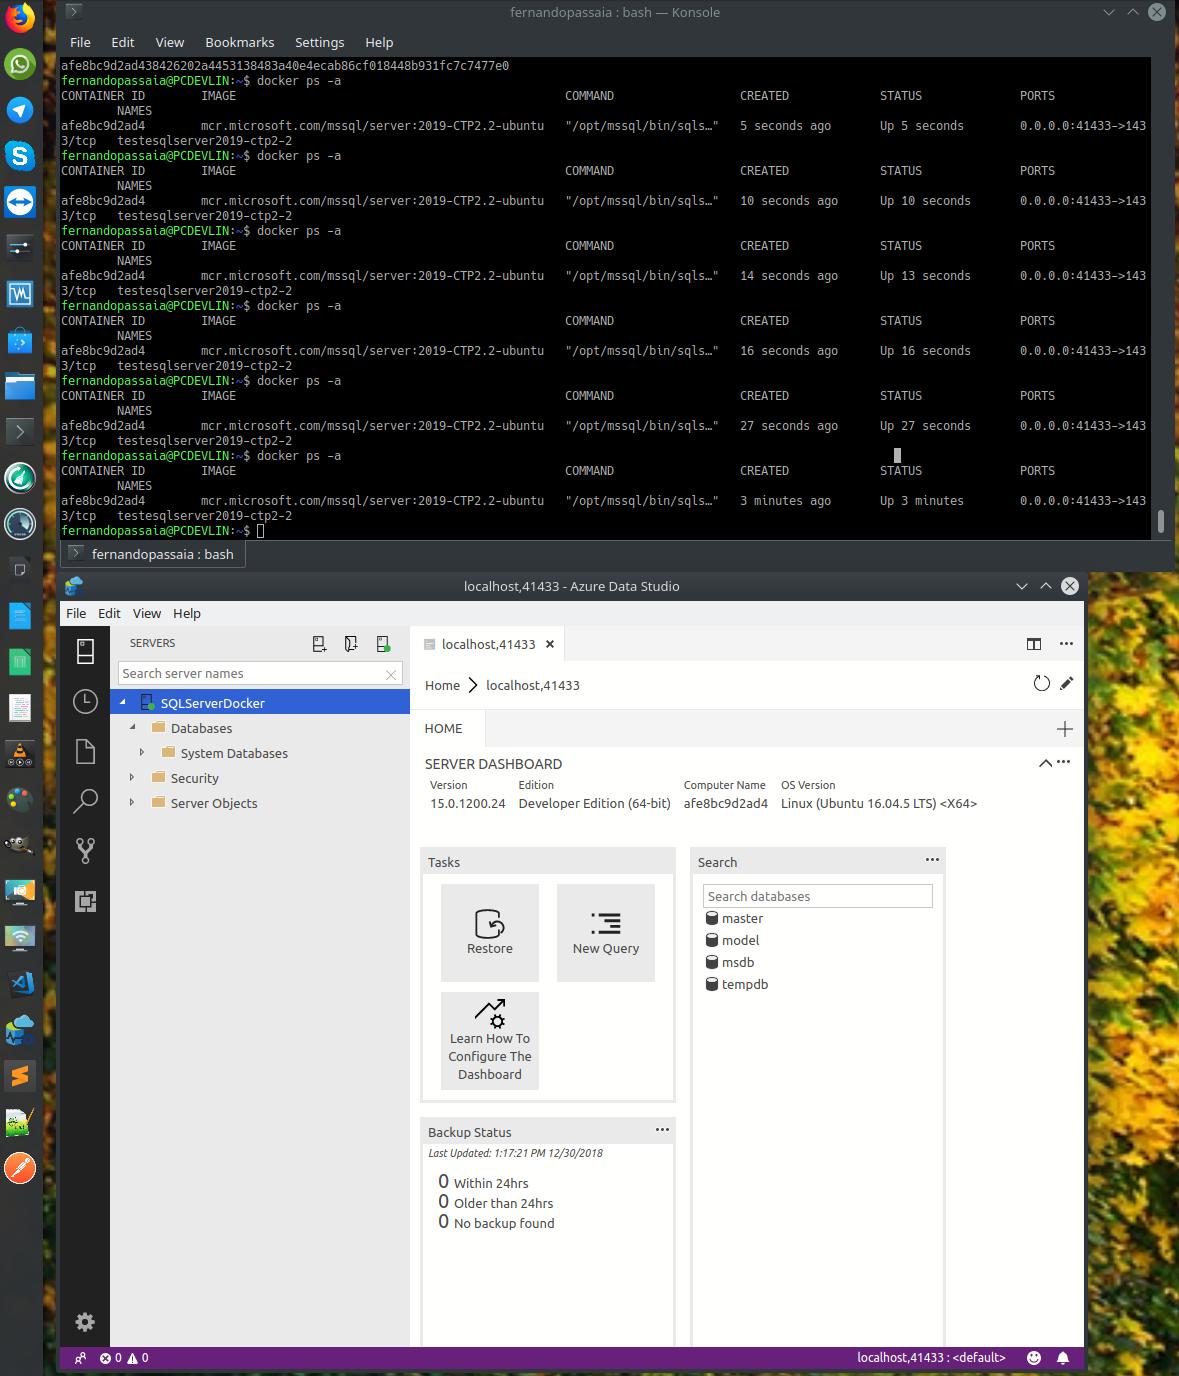 fernandopassaia : bash — Konsole
File Edit View Bookmarks Settings Help
afe8bc9d2ad438426202a4453138483a40e4ecab86cf018448b931fc7c7477e0
fernandopassaia@PCDEVLIN:~$ docker ps -a
CONTAINER ID IMAGE COMMAND CREATED STATUS PORTS
NAMES
afe8bc9d2ad4 mcr.microsoft.com/mssql/server:2019-CTP2.2-ubuntu "/opt/mssql/bin/sqls…" 5 seconds ago Up 5 seconds 0.0.0.0:41433->143
3/tcp testesqlserver2019-ctp2-2
fernandopassaia@PCDEVLIN:~$ docker ps -a
CONTAINER ID IMAGE COMMAND CREATED STATUS PORTS
NAMES
afe8bc9d2ad4 mcr.microsoft.com/mssql/server:2019-CTP2.2-ubuntu "/opt/mssql/bin/sqls…" 10 seconds ago Up 10 seconds 0.0.0.0:41433->143
3/tcp testesqlserver2019-ctp2-2
fernandopassaia@PCDEVLIN:~$ docker ps -a
CONTAINER ID IMAGE COMMAND CREATED STATUS PORTS
NAMES
afe8bc9d2ad4 mcr.microsoft.com/mssql/server:2019-CTP2.2-ubuntu "/opt/mssql/bin/sqls…" 14 seconds ago Up 13 seconds 0.0.0.0:41433->143
3/tcp testesqlserver2019-ctp2-2
fernandopassaia@PCDEVLIN:~$ docker ps -a
CONTAINER ID IMAGE COMMAND CREATED STATUS PORTS
NAMES
afe8bc9d2ad4 mcr.microsoft.com/mssql/server:2019-CTP2.2-ubuntu "/opt/mssql/bin/sqls…" 16 seconds ago Up 16 seconds 0.0.0.0:41433->143
3/tcp testesqlserver2019-ctp2-2
fernandopassaia@PCDEVLIN:~$ docker ps -a
CONTAINER ID IMAGE COMMAND CREATED STATUS PORTS
NAMES
afe8bc9d2ad4 mcr.microsoft.com/mssql/server:2019-CTP2.2-ubuntu "/opt/mssql/bin/sqls…" 27 seconds ago Up 27 seconds 0.0.0.0:41433->143
3/tcp testesqlserver2019-ctp2-2
fernandopassaia@PCDEVLIN:~$ docker ps -a
CONTAINER ID IMAGE COMMAND CREATED STATUS PORTS
NAMES
afe8bc9d2ad4 mcr.microsoft.com/mssql/server:2019-CTP2.2-ubuntu "/opt/mssql/bin/sqls…" 3 minutes ago Up 3 minutes 0.0.0.0:41433->143
3/tcp testesqlserver2019-ctp2-2
fernandopassaia@PCDEVLIN:~$
fernandopassaia : bash
localhost,41433 - Azure Data Studio
File Edit View Help
SERVERS
Search server names
SQLServerDocker
Databases
System Databases
Security
Server Objects
localhost,41433
Home localhost,41433
HOME
SERVER DASHBOARD
Version Edition Computer Name OS Version
15.0.1200.24 Developer Edition (64-bit) afe8bc9d2ad4 Linux (Ubuntu 16.04.5 LTS) <X64>
Tasks
Restore
New Query
Learn How To
Configure The
Dashboard
Search
Search databases
master
model
msdb
tempdb
Backup Status
Last Updated: 1:17:21 PM 12/30/2018
0 Within 24hrs
0 Older than 24hrs
0 No backup found
0 0 localhost,41433 : <default>